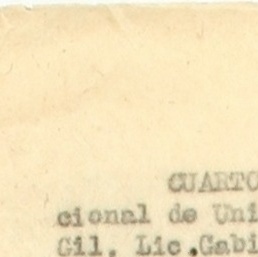 CUARTO
cional de Uni
Gil, Lic.Gabi